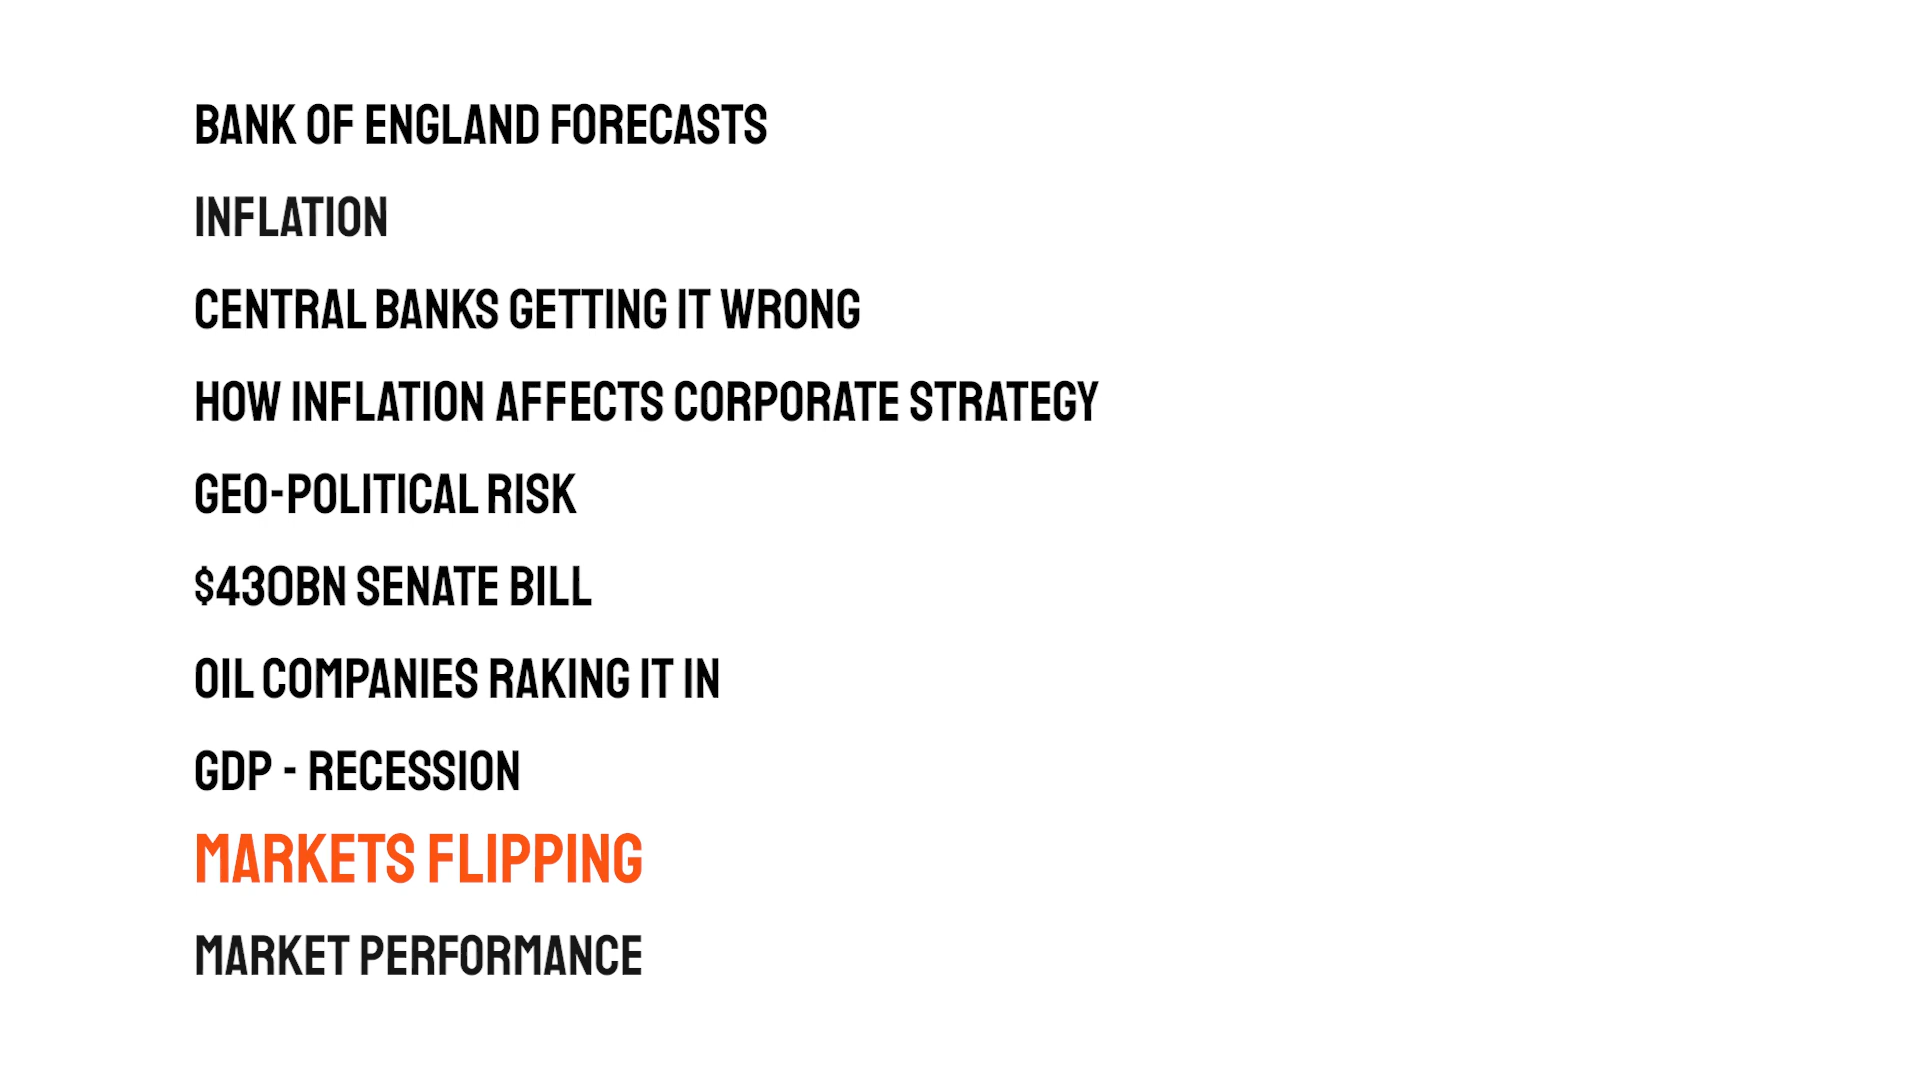 BANK OF ENGLAND FORECASTS
INFLATION
CENTRAL BANKS GETTING IT WRONG
HOW INFLATION AFFECTS CORPORATE STRATEGY
GEO-POLITICAL RISK
$430BN SENATE BILL
OIL COMPANIES RAKING IT IN
GDP - RECESSION
MARKETS FLIPPING
MARKET PERFORMANCE